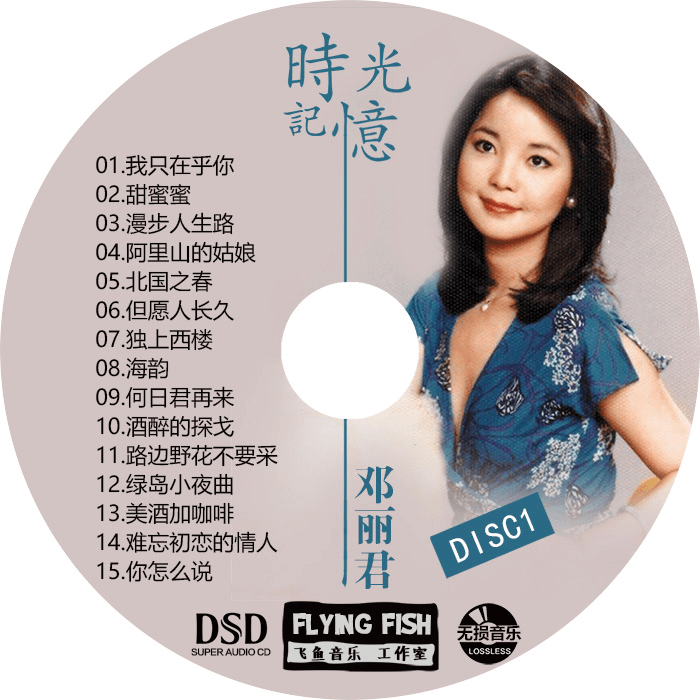 時光
記憶
01.我只在乎你
02.甜蜜蜜
03.漫步人生路
04.阿里山的姑娘
05.北国之春
06.但愿人长久
07.独上西楼
08.海韵
09.何日君再来
10.酒醉的探戈
11.路边野花不要采
12.绿岛小夜曲
13.美酒加咖啡
14.难忘初恋的情人
15.你怎么说
邓丽君
DISC1
DSD
SUPER AUDIO CD
FLYING FISH
飞鱼音乐 工作室
无损音乐
LOSSLESS